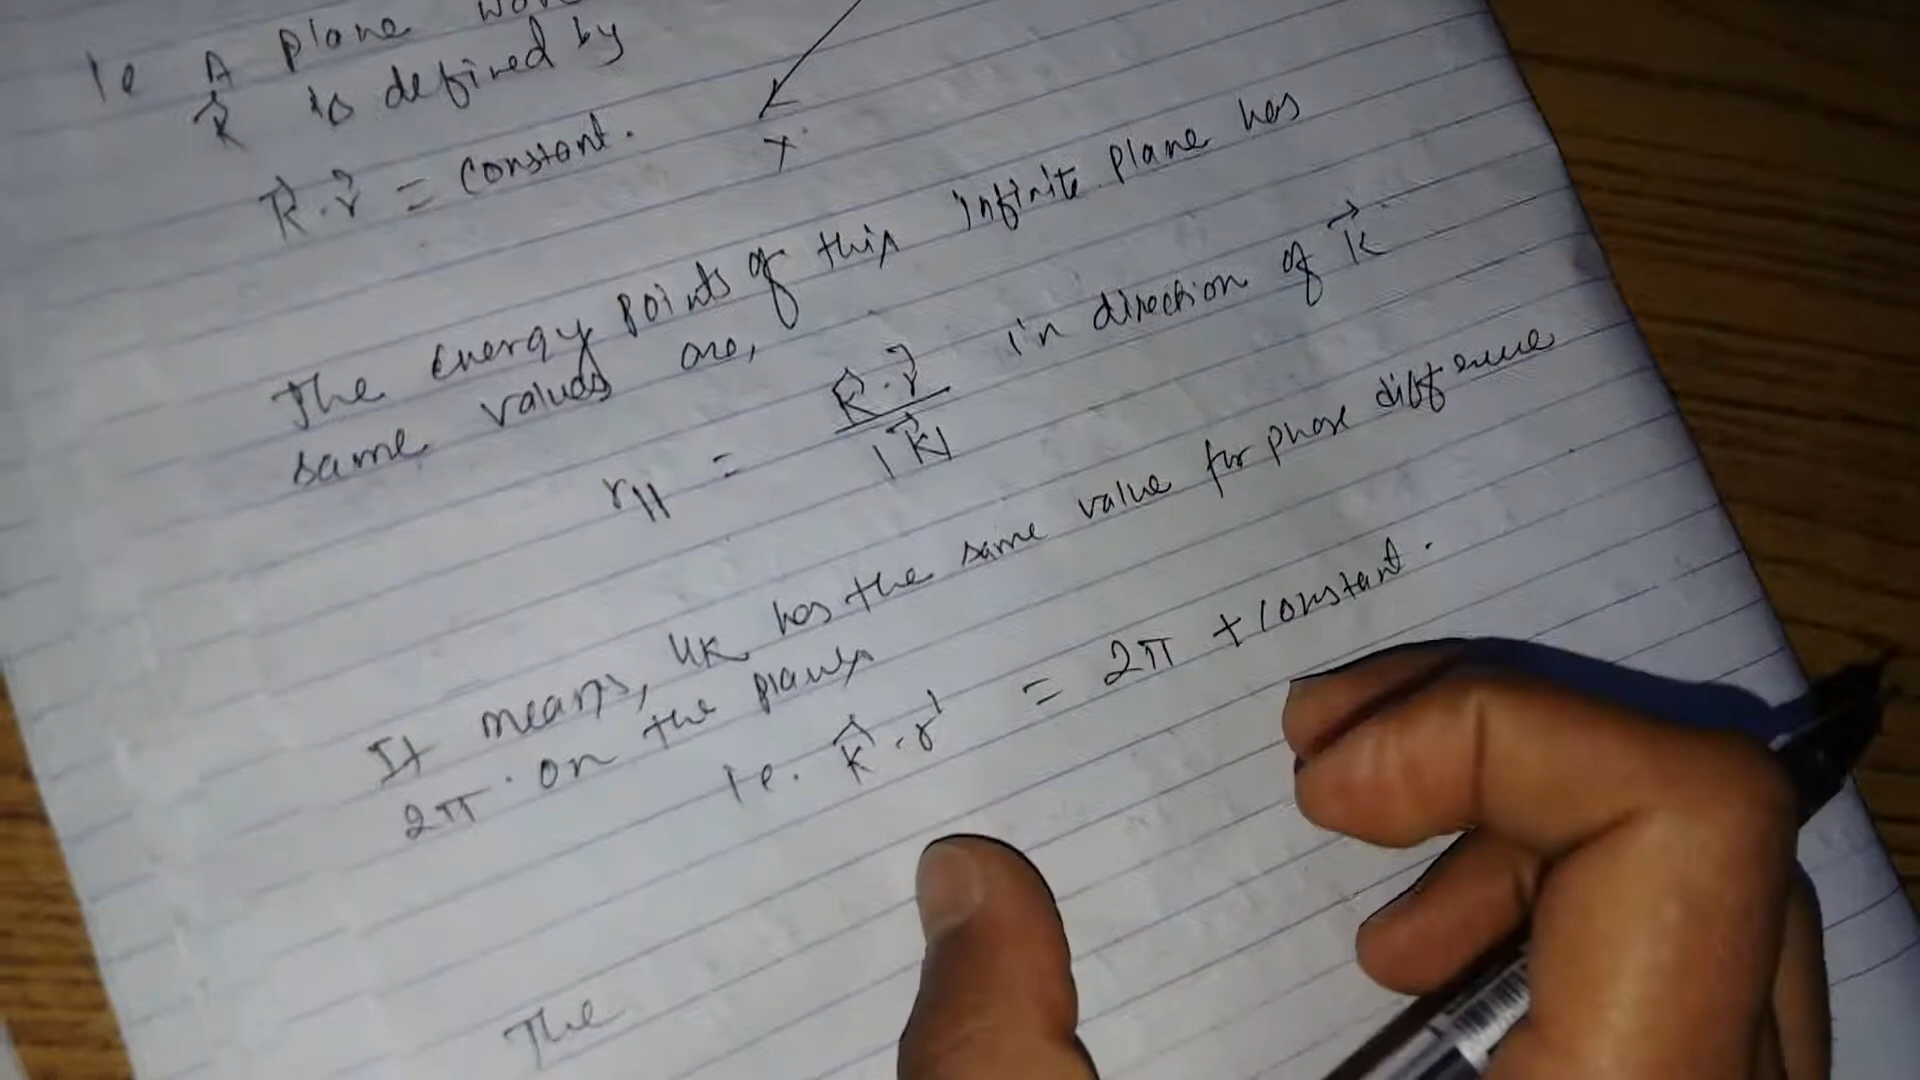 ie A plane
k̂ is defined by
k⃗.r̂ = constant.
x
The energy points of this infinite plane has
same values are,
r|| = k̂.r⃗ / |k⃗| in direction of k⃗
It means, UK has the same value for phase difference
2π. on the
ie. k̂.r' = 2π + constant.
The